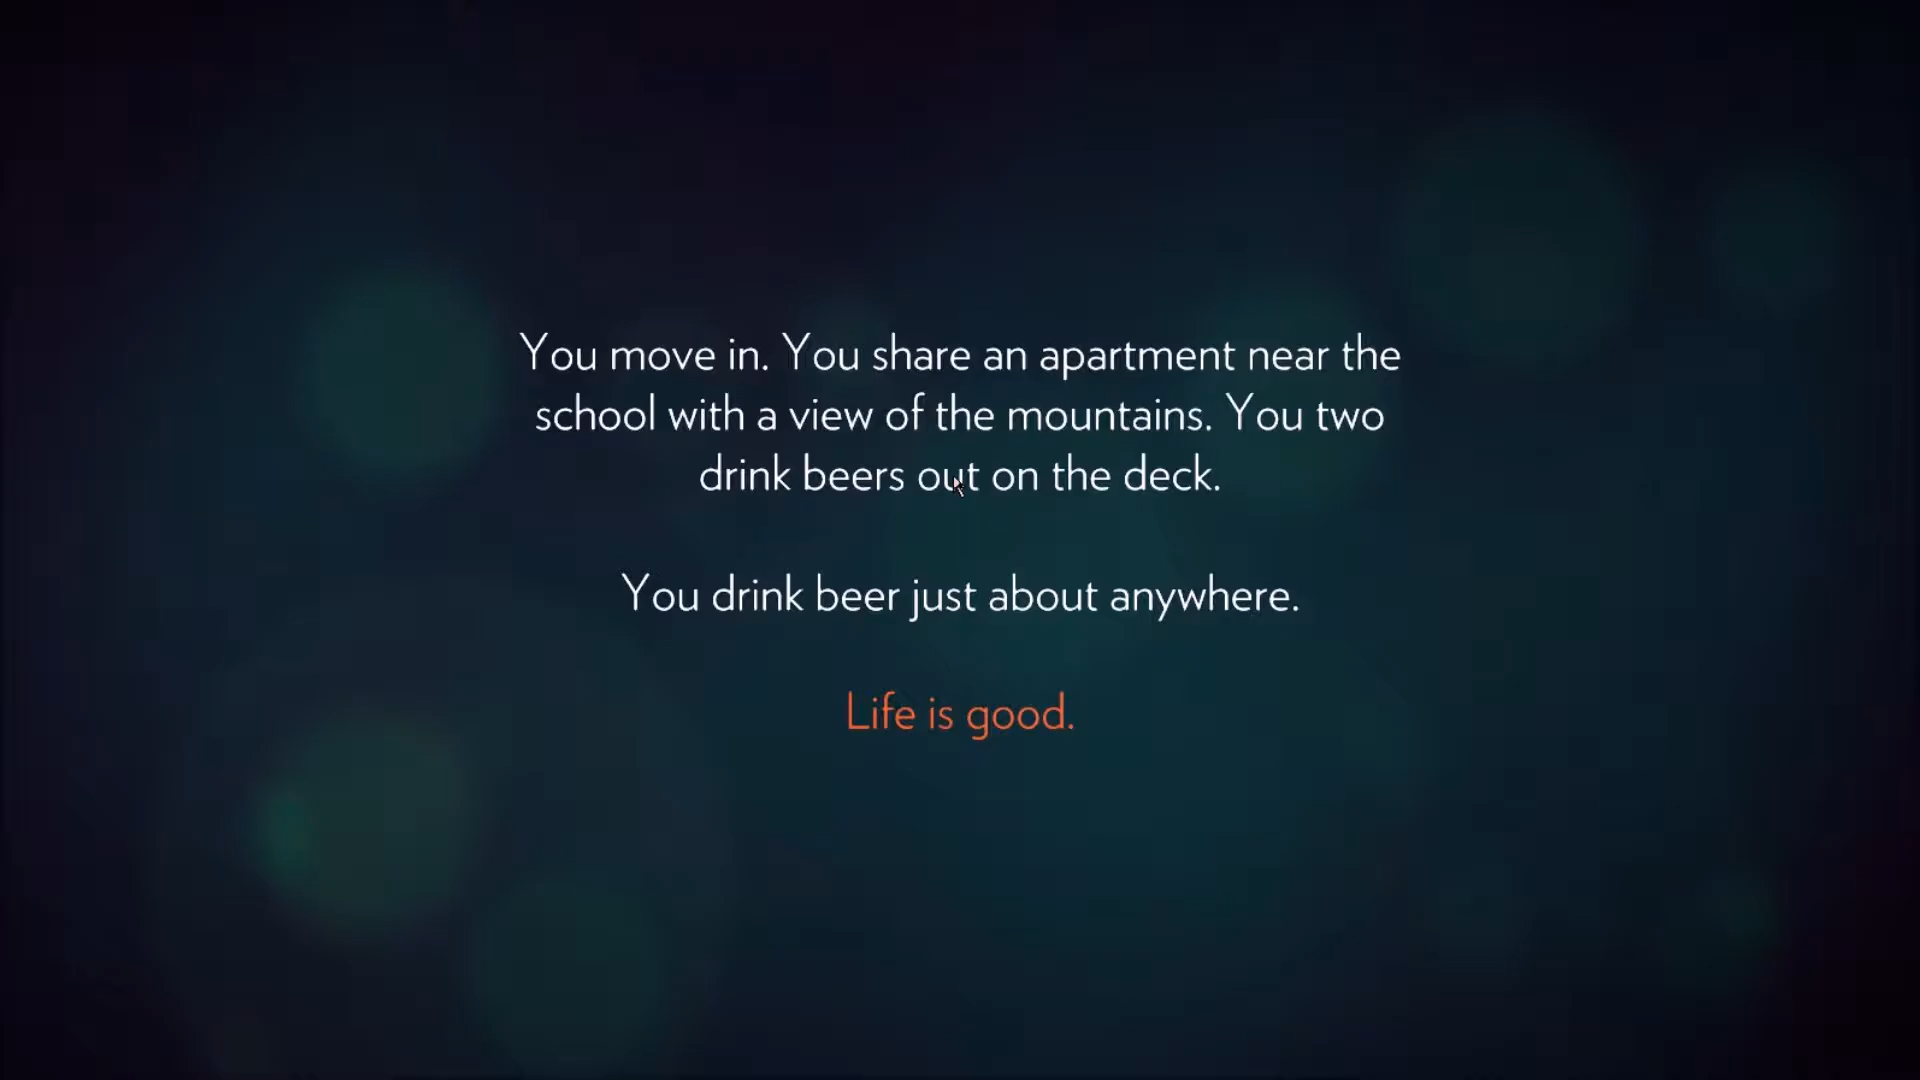 You move in. You share an apartment near the
school with a view of the mountains. You two
drink beers out on the deck.
You drink beer just about anywhere.
Life is good.